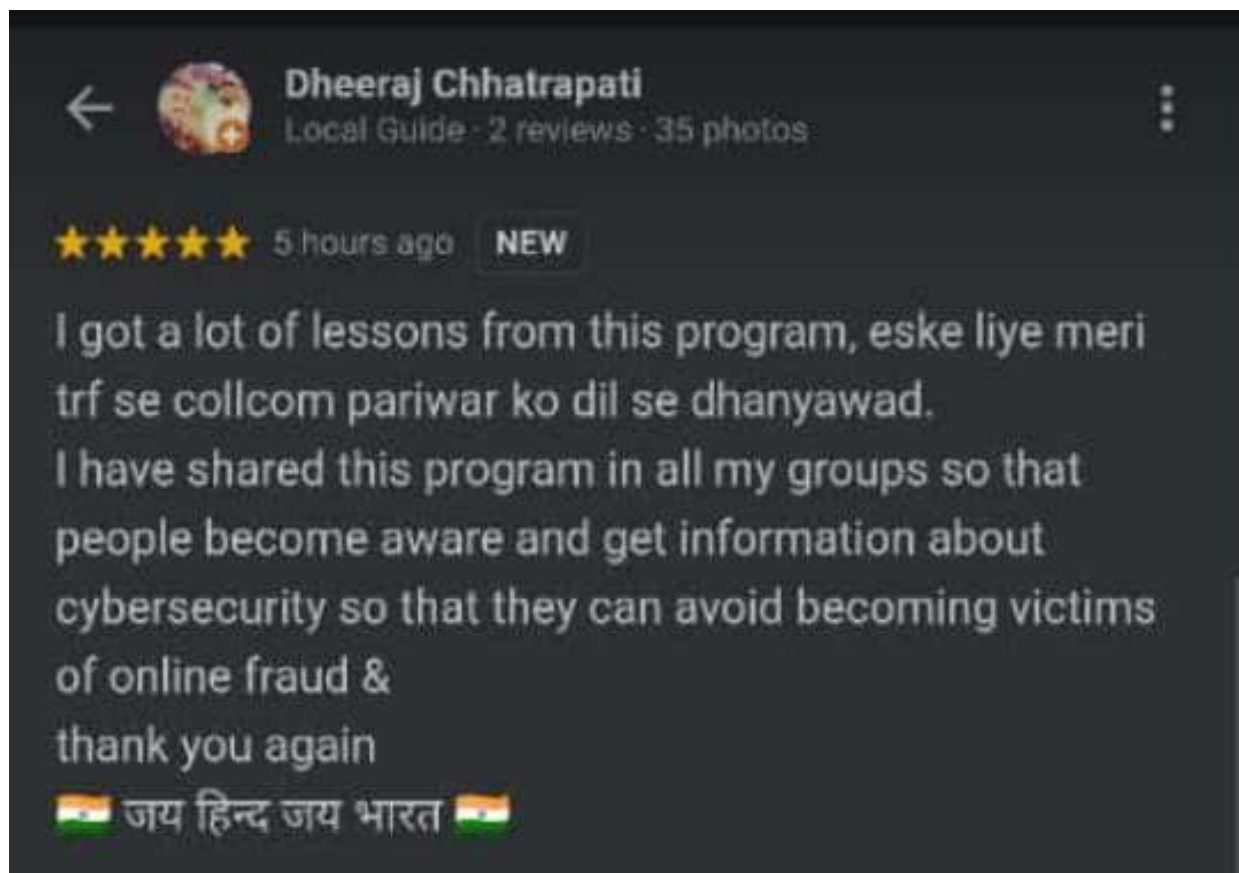 Dheeraj Chhatrapati
Local Guide · 2 reviews · 35 photos
★★★★★ 5 hours ago NEW
I got a lot of lessons from this program, eske liye meri
trf se collcom pariwar ko dil se dhanyawad.
I have shared this program in all my groups so that
people become aware and get information about
cybersecurity so that they can avoid becoming victims
of online fraud &
thank you again
🇮🇳 जय हिन्द जय भारत 🇮🇳